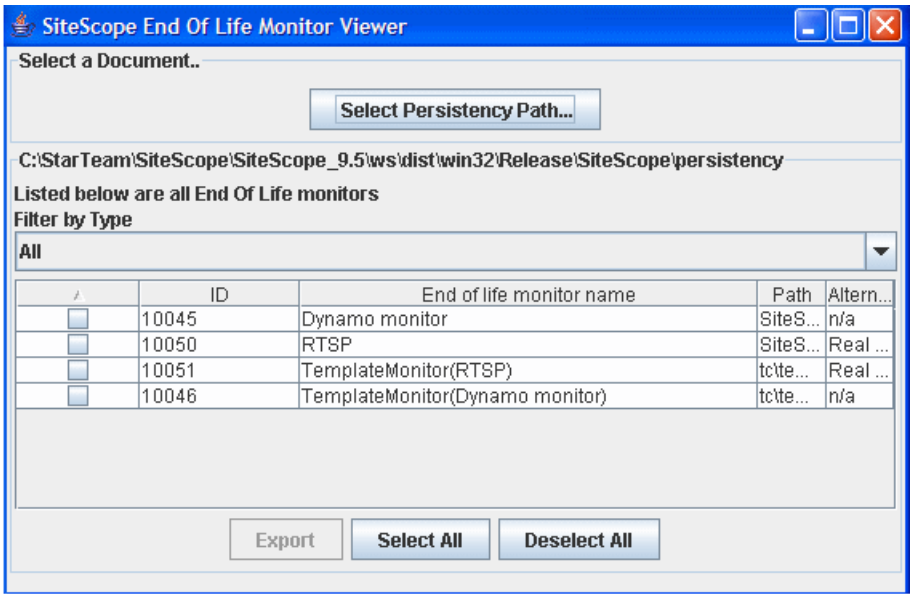 SiteScope End Of Life Monitor Viewer
Select a Document..
Select Persistency Path...
C:\StarTeam\SiteScope\SiteScope_9.5\ws\dist\win32\Release\SiteScope\persistency
Listed below are all End Of Life monitors
Filter by Type
All
ID End of life monitor name Path Altern...
10045 Dynamo monitor SiteS... n/a
10050 RTSP SiteS... Real ...
10051 TemplateMonitor(RTSP) tc\te... Real ...
10046 TemplateMonitor(Dynamo monitor) tc\te... n/a
Export Select All Deselect All